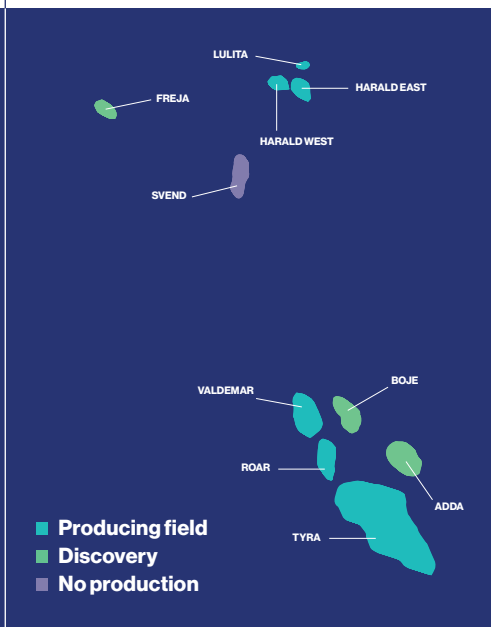 LULITA
HARALD EAST
FREJA
HARALD WEST
SVEND
BOJE
VALDEMAR
ROAR
ADDA
TYRA
Producing field
Discovery
No production